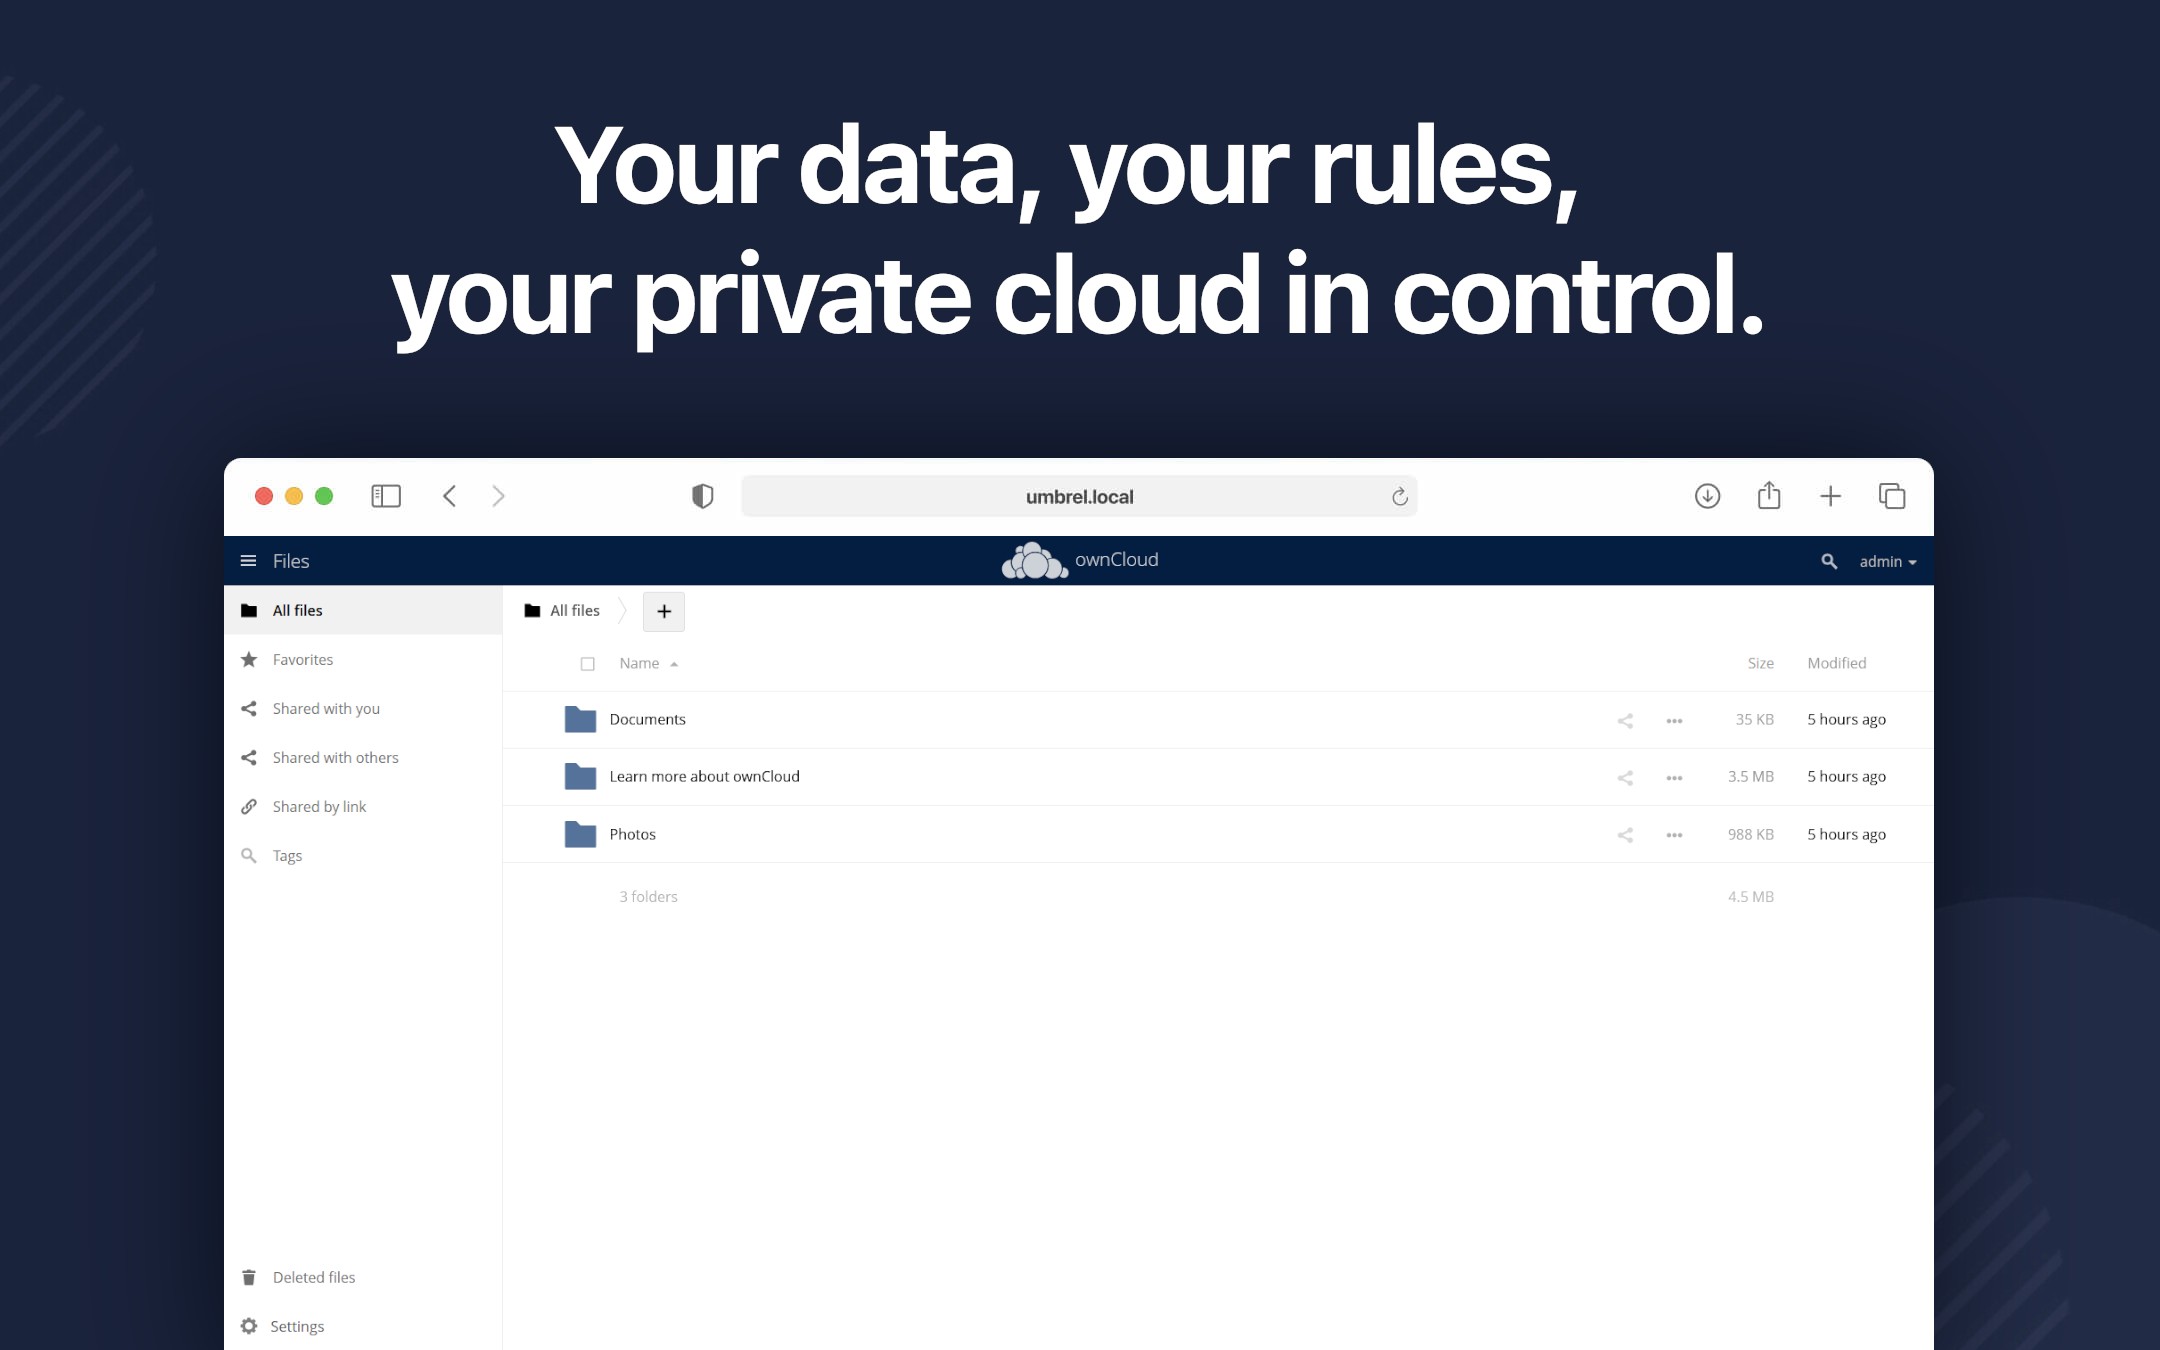 Your data, your rules,
your private cloud in control.
umbrel.local
Files
ownCloud
admin
All files
Favorites
Shared with you
Shared with others
Shared by link
Tags
Deleted files
Settings
All files
Name Size Modified
Documents 35 KB 5 hours ago
Learn more about ownCloud 3.5 MB 5 hours ago
Photos 988 KB 5 hours ago
3 folders 4.5 MB